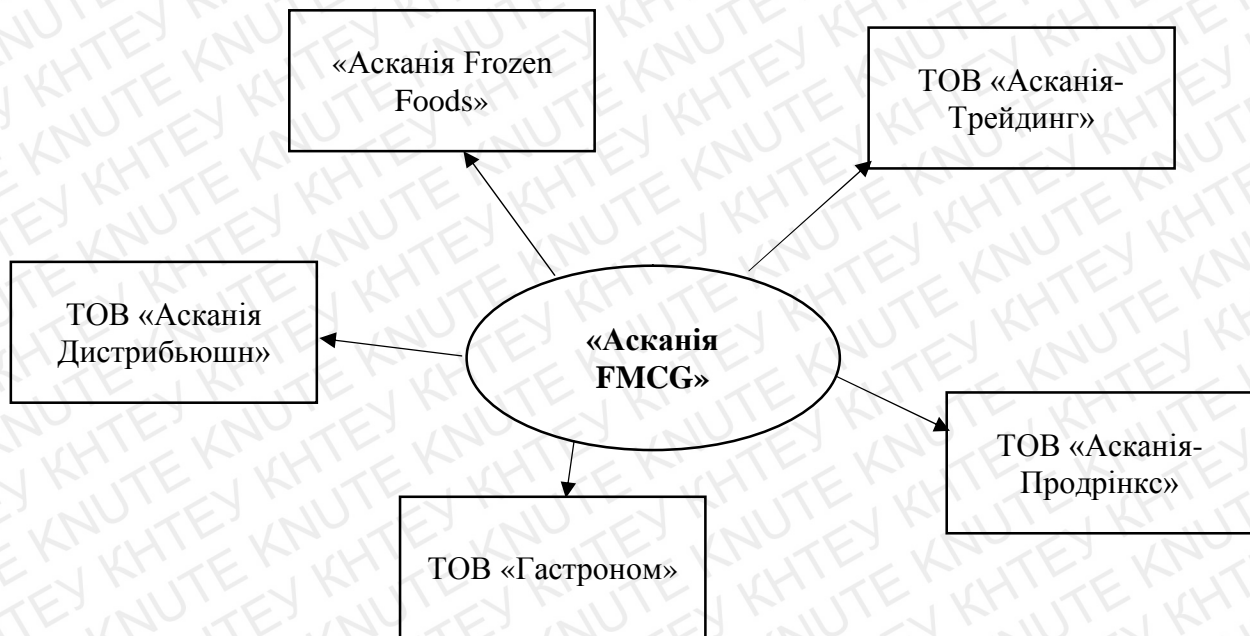 «Асканія Frozen
Foods»
ТОВ «Асканія-
Трейдинг»
ТОВ «Асканія
Дистрибьюшн»
«Асканія
FMCG»
ТОВ «Асканія-
Продрінкс»
ТОВ «Гастроном»